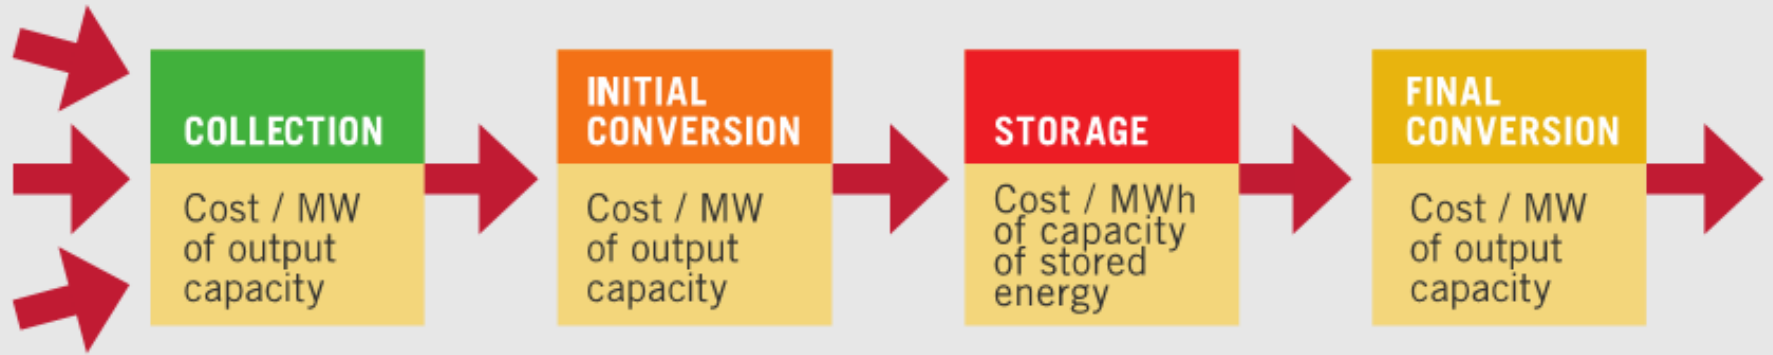 COLLECTION
Cost / MW
of output
capacity
INITIAL
CONVERSION
Cost / MW
of output
capacity
STORAGE
Cost / MWh
of capacity
of stored
energy
FINAL
CONVERSION
Cost / MW
of output
capacity